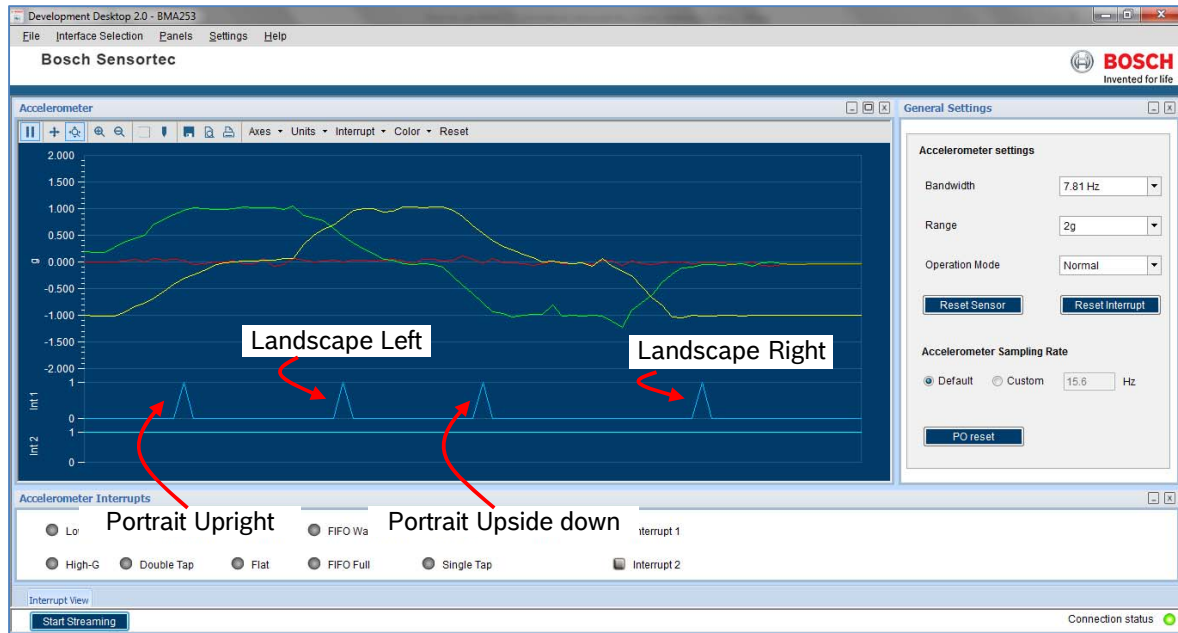 Development Desktop 2.0 - BMA253
File Interface Selection Panels Settings Help
Bosch Sensortec
BOSCH
Invented for life
Accelerometer
Axes Units Interrupt Color Reset
2.000
1.500
1.000
0.500
0.000
-0.500
-1.000
-1.500
-2.000
g
Landscape Left
Landscape Right
1
0
Int 1
1
0
Int 2
Portrait Upright
Portrait Upside down
General Settings
Accelerometer settings
Bandwidth 7.81 Hz
Range 2g
Operation Mode Normal
Reset Sensor Reset Interrupt
Accelerometer Sampling Rate
Default Custom 15.6 Hz
PO reset
Accelerometer Interrupts
FIFO Wa
High-G Double Tap Flat FIFO Full Single Tap Interrupt 2
Interrupt View
Start Streaming
Connection status